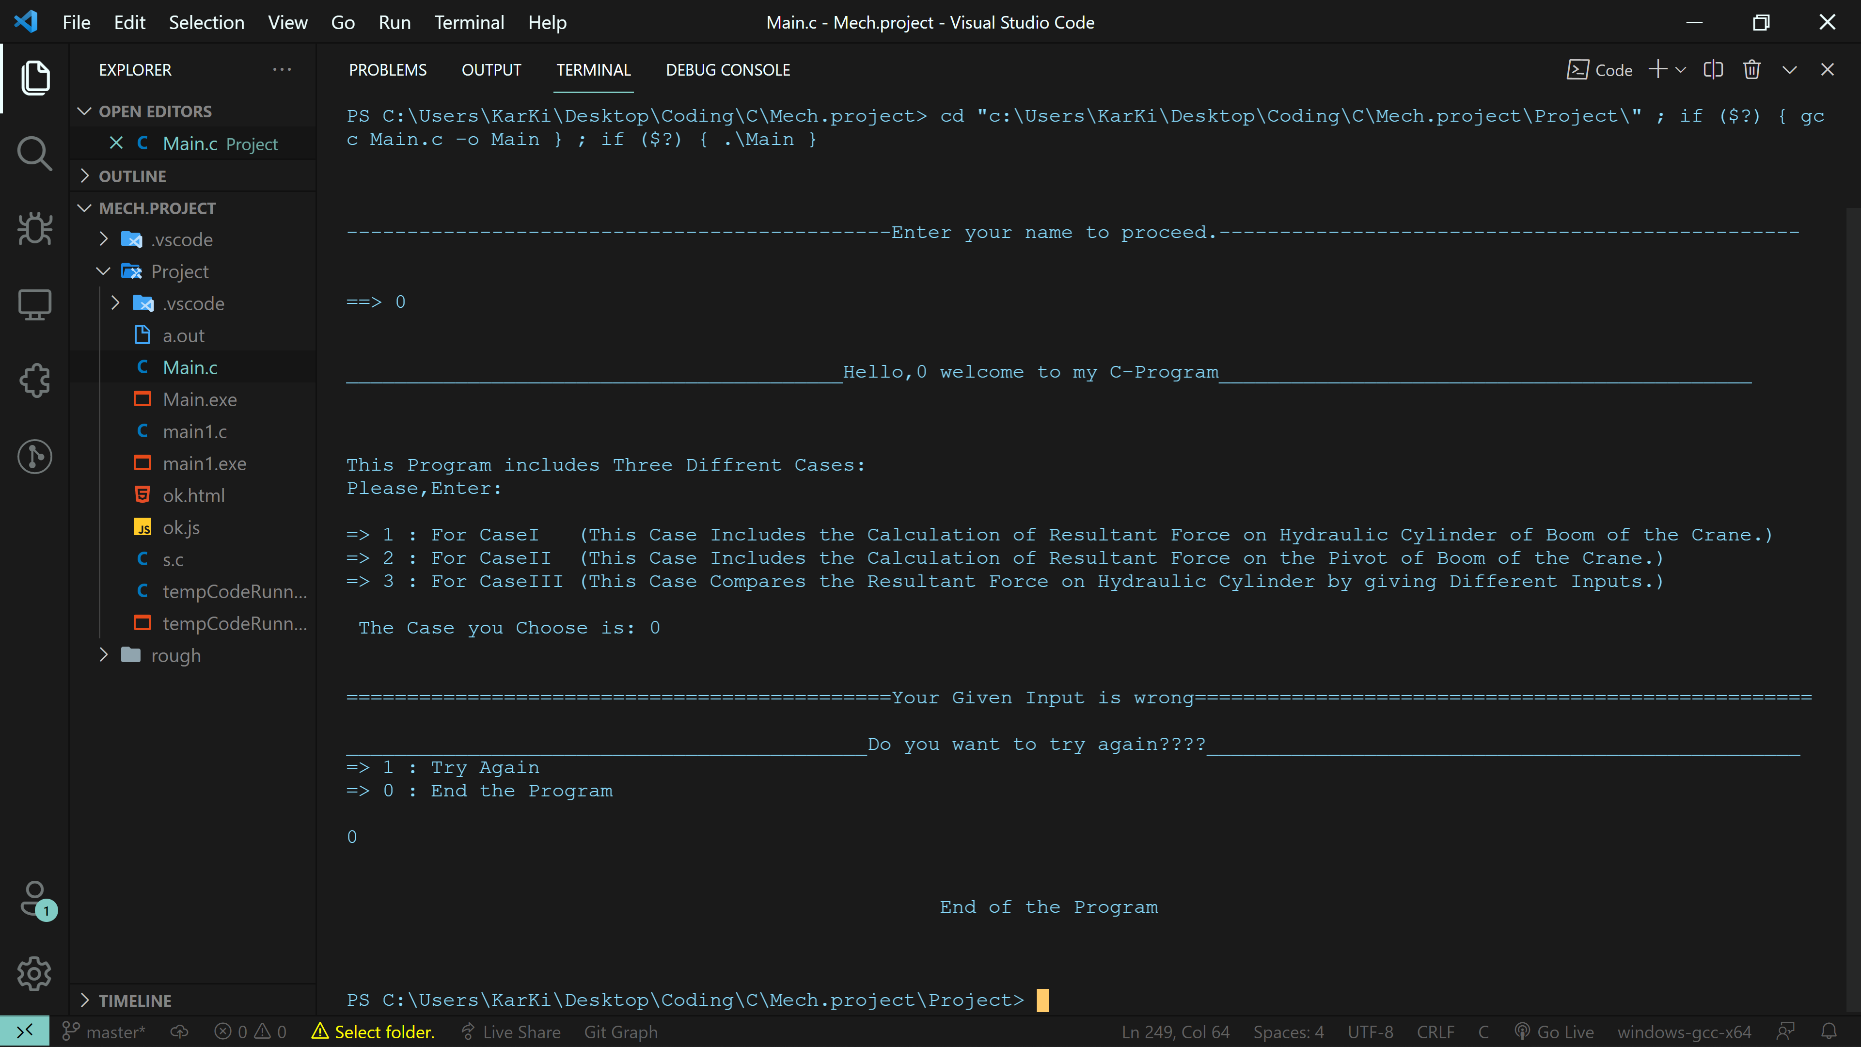 File Edit Selection View Go Run Terminal Help
Main.c - Mech.project - Visual Studio Code
EXPLORER
OPEN EDITORS
Main.c Project
OUTLINE
MECH.PROJECT
.vscode
Project
.vscode
a.out
Main.c
Main.exe
main1.c
main1.exe
ok.html
ok.js
s.c
tempCodeRunn...
tempCodeRunn...
rough
TIMELINE
PROBLEMS OUTPUT TERMINAL DEBUG CONSOLE
Code
PS C:\Users\KarKi\Desktop\Coding\C\Mech.project> cd "c:\Users\KarKi\Desktop\Coding\C\Mech.project\Project\" ; if ($?) { gc
c Main.c -o Main } ; if ($?) { .\Main }
---------------------------------------------Enter your name to proceed.------------------------------------------------
==> 0
_________________________________________Hello,0 welcome to my C-Program____________________________________________
This Program includes Three Diffrent Cases:
Please,Enter:
=> 1 : For CaseI   (This Case Includes the Calculation of Resultant Force on Hydraulic Cylinder of Boom of the Crane.)
=> 2 : For CaseII  (This Case Includes the Calculation of Resultant Force on the Pivot of Boom of the Crane.)
=> 3 : For CaseIII (This Case Compares the Resultant Force on Hydraulic Cylinder by giving Different Inputs.)
The Case you Choose is: 0
=============================================Your Given Input is wrong===================================================
___________________________________________Do you want to try again????_________________________________________________
=> 1 : Try Again
=> 0 : End the Program
0
End of the Program
PS C:\Users\KarKi\Desktop\Coding\C\Mech.project\Project>
1
master* 0 0 Select folder. Live Share Git Graph
Ln 249, Col 64 Spaces: 4 UTF-8 CRLF C Go Live windows-gcc-x64